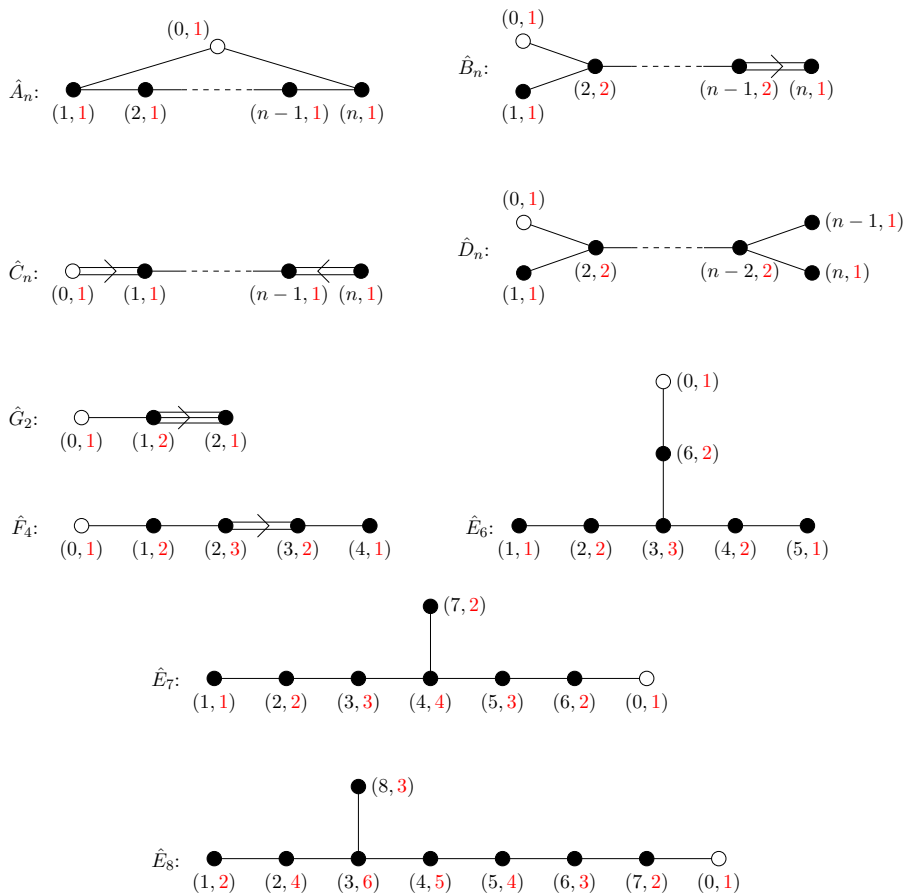 (0, 1)
Â_n:
(1, 1) (2, 1) (n − 1, 1) (n, 1)
(0, 1)
B̂_n:
(2, 2) (n − 1, 2) (n, 1)
(1, 1)
Ĉ_n:
(0, 1) (1, 1) (n − 1, 1) (n, 1)
(0, 1)
(n − 1, 1)
D̂_n:
(2, 2) (n − 2, 2)
(1, 1) (n, 1)
Ĝ_2:
(0, 1) (1, 2) (2, 1)
F̂_4:
(0, 1) (1, 2) (2, 3) (3, 2) (4, 1)
(0, 1)
(6, 2)
Ê_6:
(1, 1) (2, 2) (3, 3) (4, 2) (5, 1)
(7, 2)
Ê_7:
(1, 1) (2, 2) (3, 3) (4, 4) (5, 3) (6, 2) (0, 1)
(8, 3)
Ê_8:
(1, 2) (2, 4) (3, 6) (4, 5) (5, 4) (6, 3) (7, 2) (0, 1)